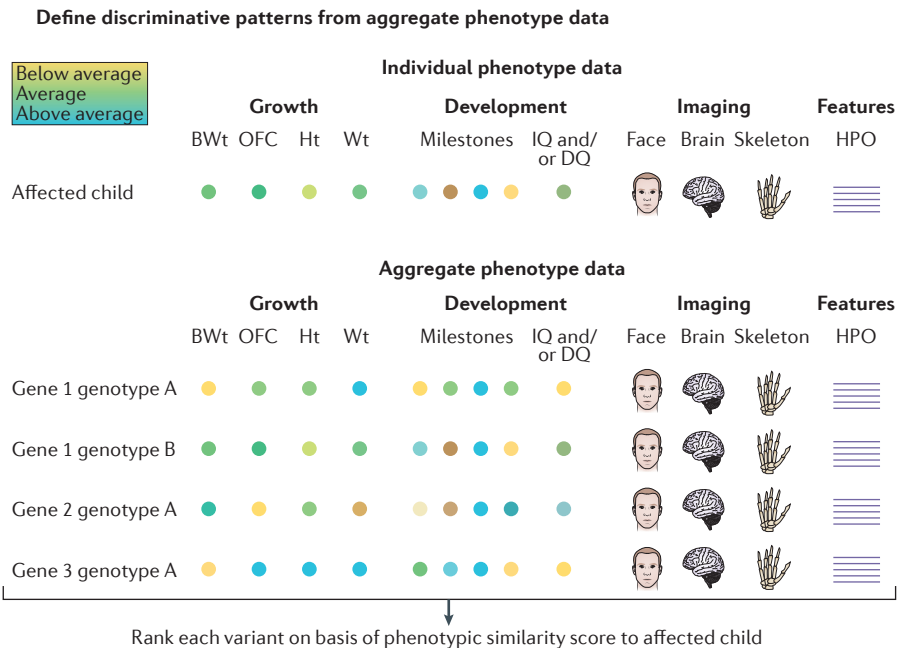 Define discriminative patterns from aggregate phenotype data
Below average
Average
Above average
Individual phenotype data
Growth Development Imaging Features
BWt OFC Ht Wt Milestones IQ and/ Face Brain Skeleton HPO
or DQ
Affected child
Aggregate phenotype data
Growth Development Imaging Features
BWt OFC Ht Wt Milestones IQ and/ Face Brain Skeleton HPO
or DQ
Gene 1 genotype A
Gene 1 genotype B
Gene 2 genotype A
Gene 3 genotype A
Rank each variant on basis of phenotypic similarity score to affected child